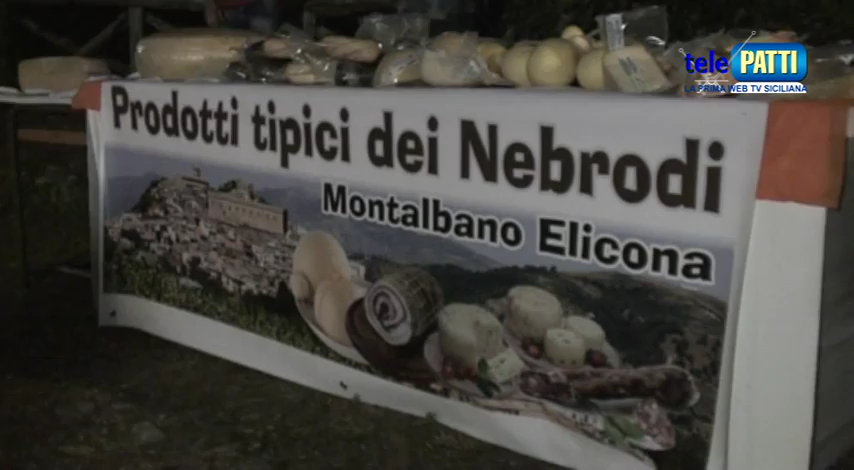 tele PATTI
LA PRIMA WEB TV SICILIANA
Prodotti tipici dei Nebrodi
Montalbano Elicona